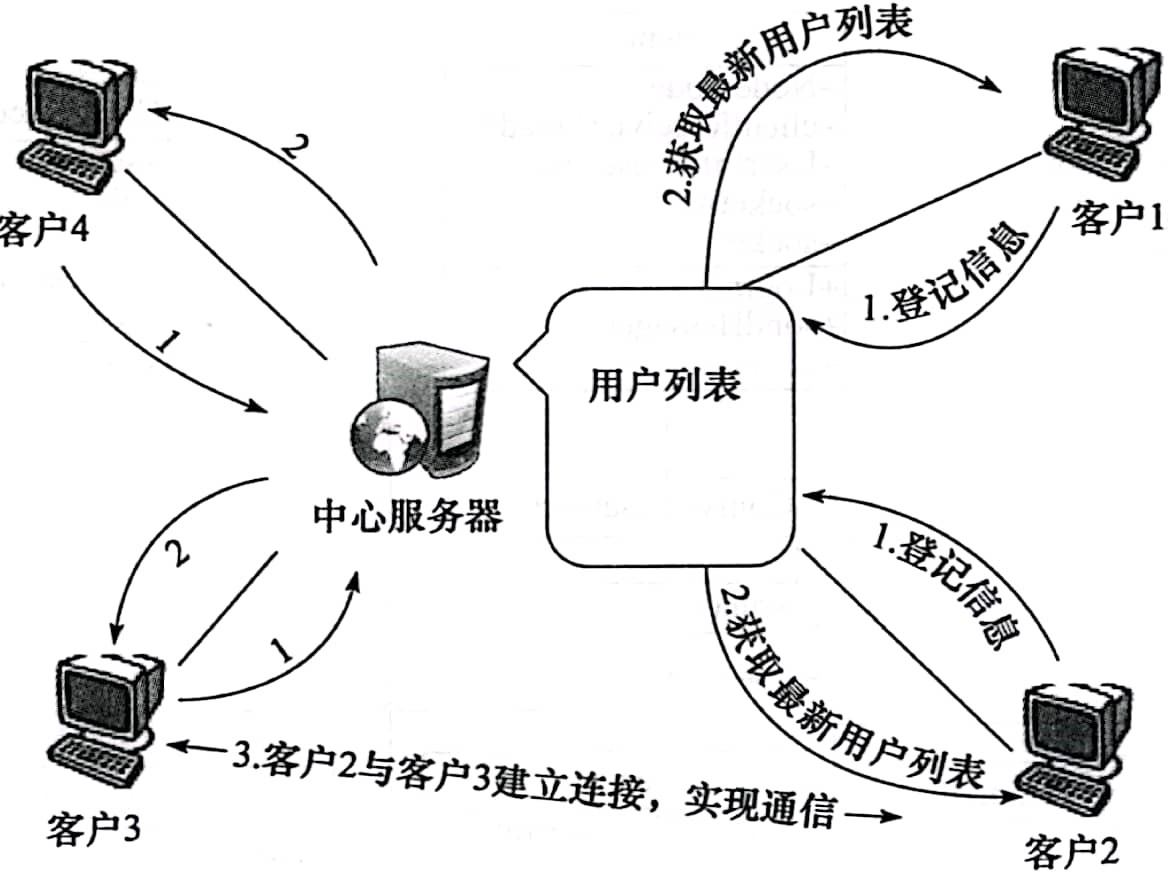 2.获取最新用户列表
客户4
2
客户1
1.登记信息
1
用户列表
中心服务器
2
1
1.登记信息
2.获取最新用户列表
3.客户2与客户3建立连接，实现通信
客户3
客户2